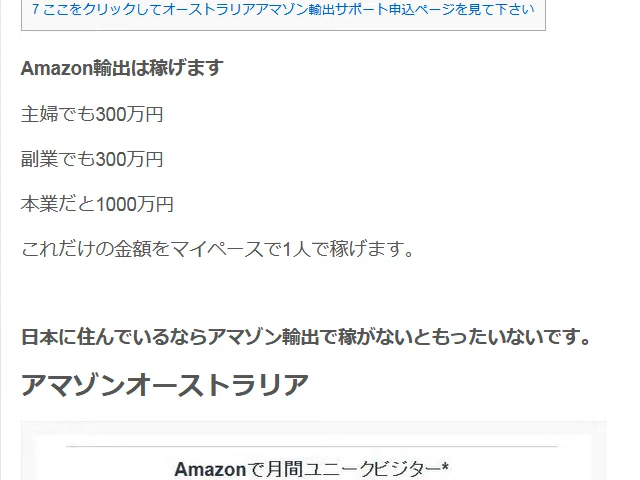 7 ここをクリックしてオーストラリアアマゾン輸出サポート申込ページを見て下さい
Amazon輸出は稼げます
主婦でも300万円
副業でも300万円
本業だと1000万円
これだけの金額をマイペースで1人で稼げます。
日本に住んでいるならアマゾン輸出で稼がないともったいないです。
アマゾンオーストラリア
Amazonで月間ユニークビジター*